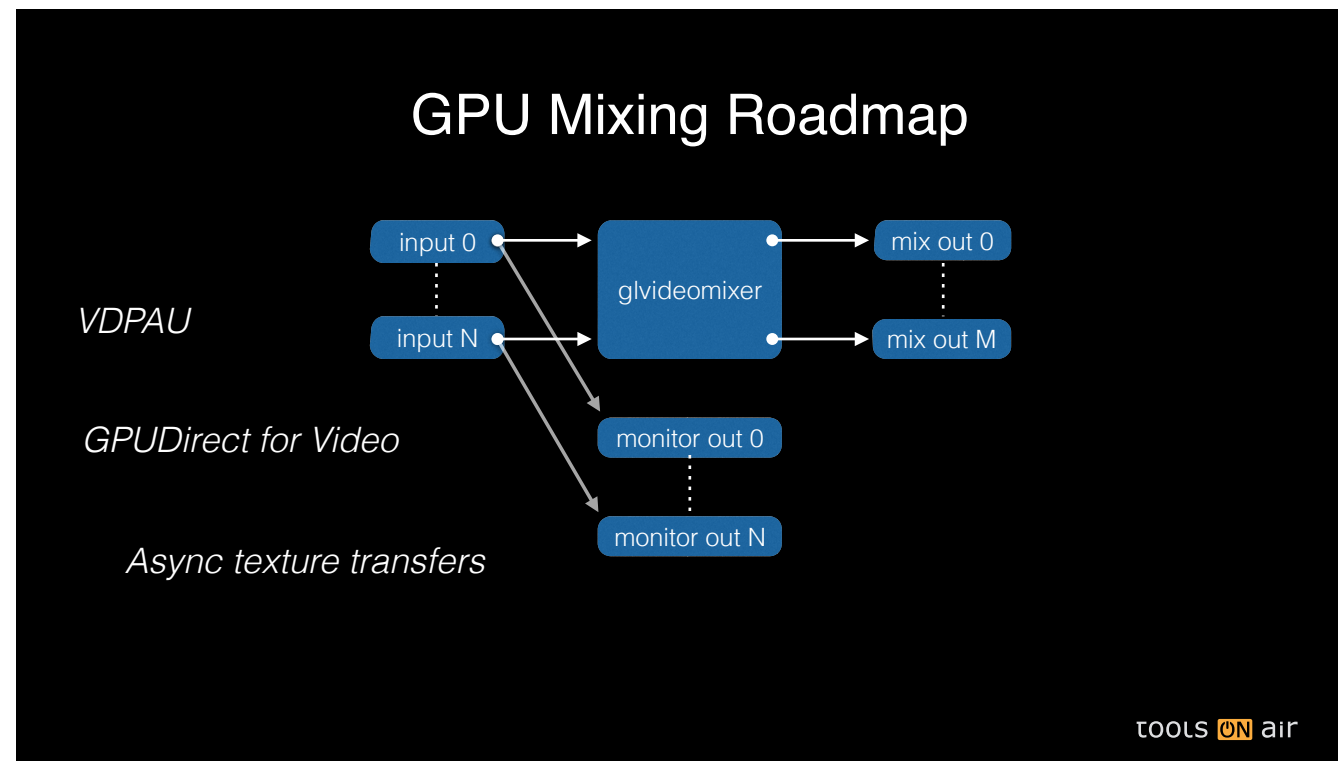 GPU Mixing Roadmap
input 0
glvideomixer
mix out 0
VDPAU
input N
mix out M
GPUDirect for Video
monitor out 0
Async texture transfers
monitor out N
TOOLS ON aIr